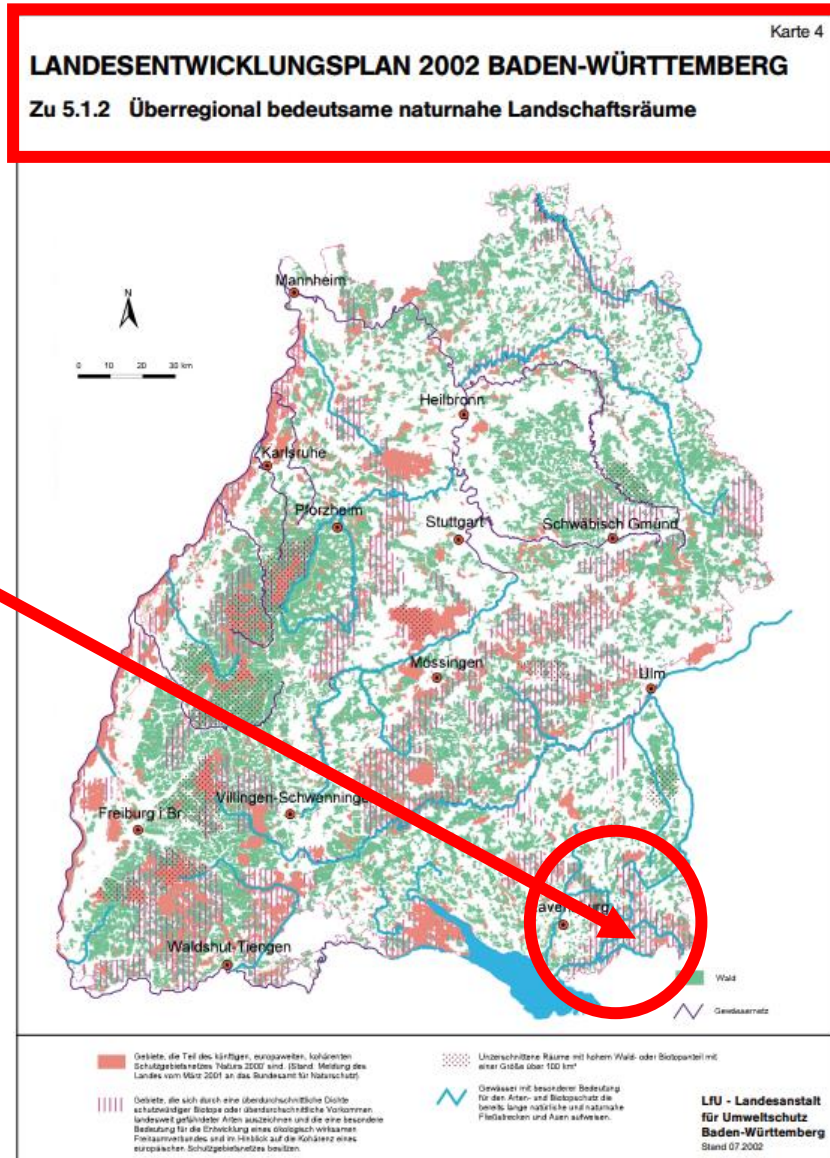 Karte 4
LANDESENTWICKLUNGSPLAN 2002 BADEN-WÜRTTEMBERG
Zu 5.1.2 Überregional bedeutsame naturnahe Landschaftsräume
Mannheim
N
0 10 20 30 km
Heilbronn
Karlsruhe
Pforzheim
Stuttgart
Schwäbisch Gmünd
Mössingen
Ulm
Villingen-Schwenninge
Freiburg i.Br.
Waldshut-Tiengen
Wald
Gewässernetz
Gebiete, die Teil des künftigen, europaweiten, kohärenten
Schutzgebietsnetzes 'Natura 2000' sind. (Stand: Meldung des
Landes vom März 2001 an das Bundesamt für Naturschutz)
Gebiete, die sich durch eine überdurchschnittliche Dichte
schutzwürdiger Biotope oder überdurchschnittliche Vorkommen
landesweit gefährdeter Arten auszeichnen und die eine besondere
Bedeutung für die Entwicklung eines ökologisch wirksamen
Freiraumverbundes und im Hinblick auf die Kohärenz eines
europäischen Schutzgebietsnetzes besitzen.
Unzerschnittene Räume mit hohem Wald- oder Biotopanteil mit
einer Größe über 100 km²
Gewässer mit besonderer Bedeutung
für den Arten- und Biotopschutz die
bereits lange natürliche und naturnahe
Fließstrecken und Auen aufweisen.
LfU - Landesanstalt
für Umweltschutz
Baden-Württemberg
Stand 07.2002